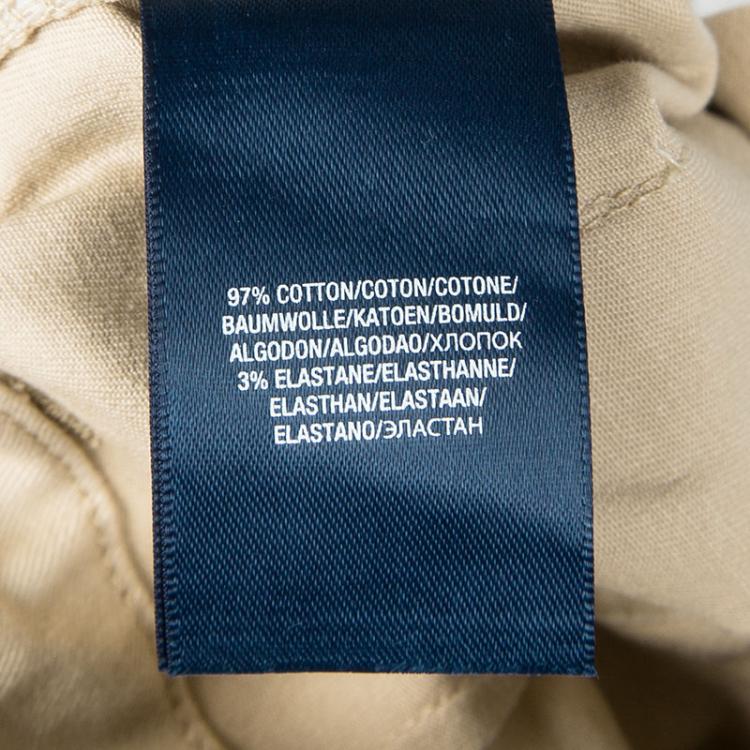 97% COTTON/COTON/COTONE/
BAUMWOLLE/KATOEN/BOMULD/
ALGODON/ALGODAO/ХЛОПОК
3% ELASTANE/ELASTHANNE/
ELASTHAN/ELASTAAN/
ELASTANO/ЭЛАСТАН